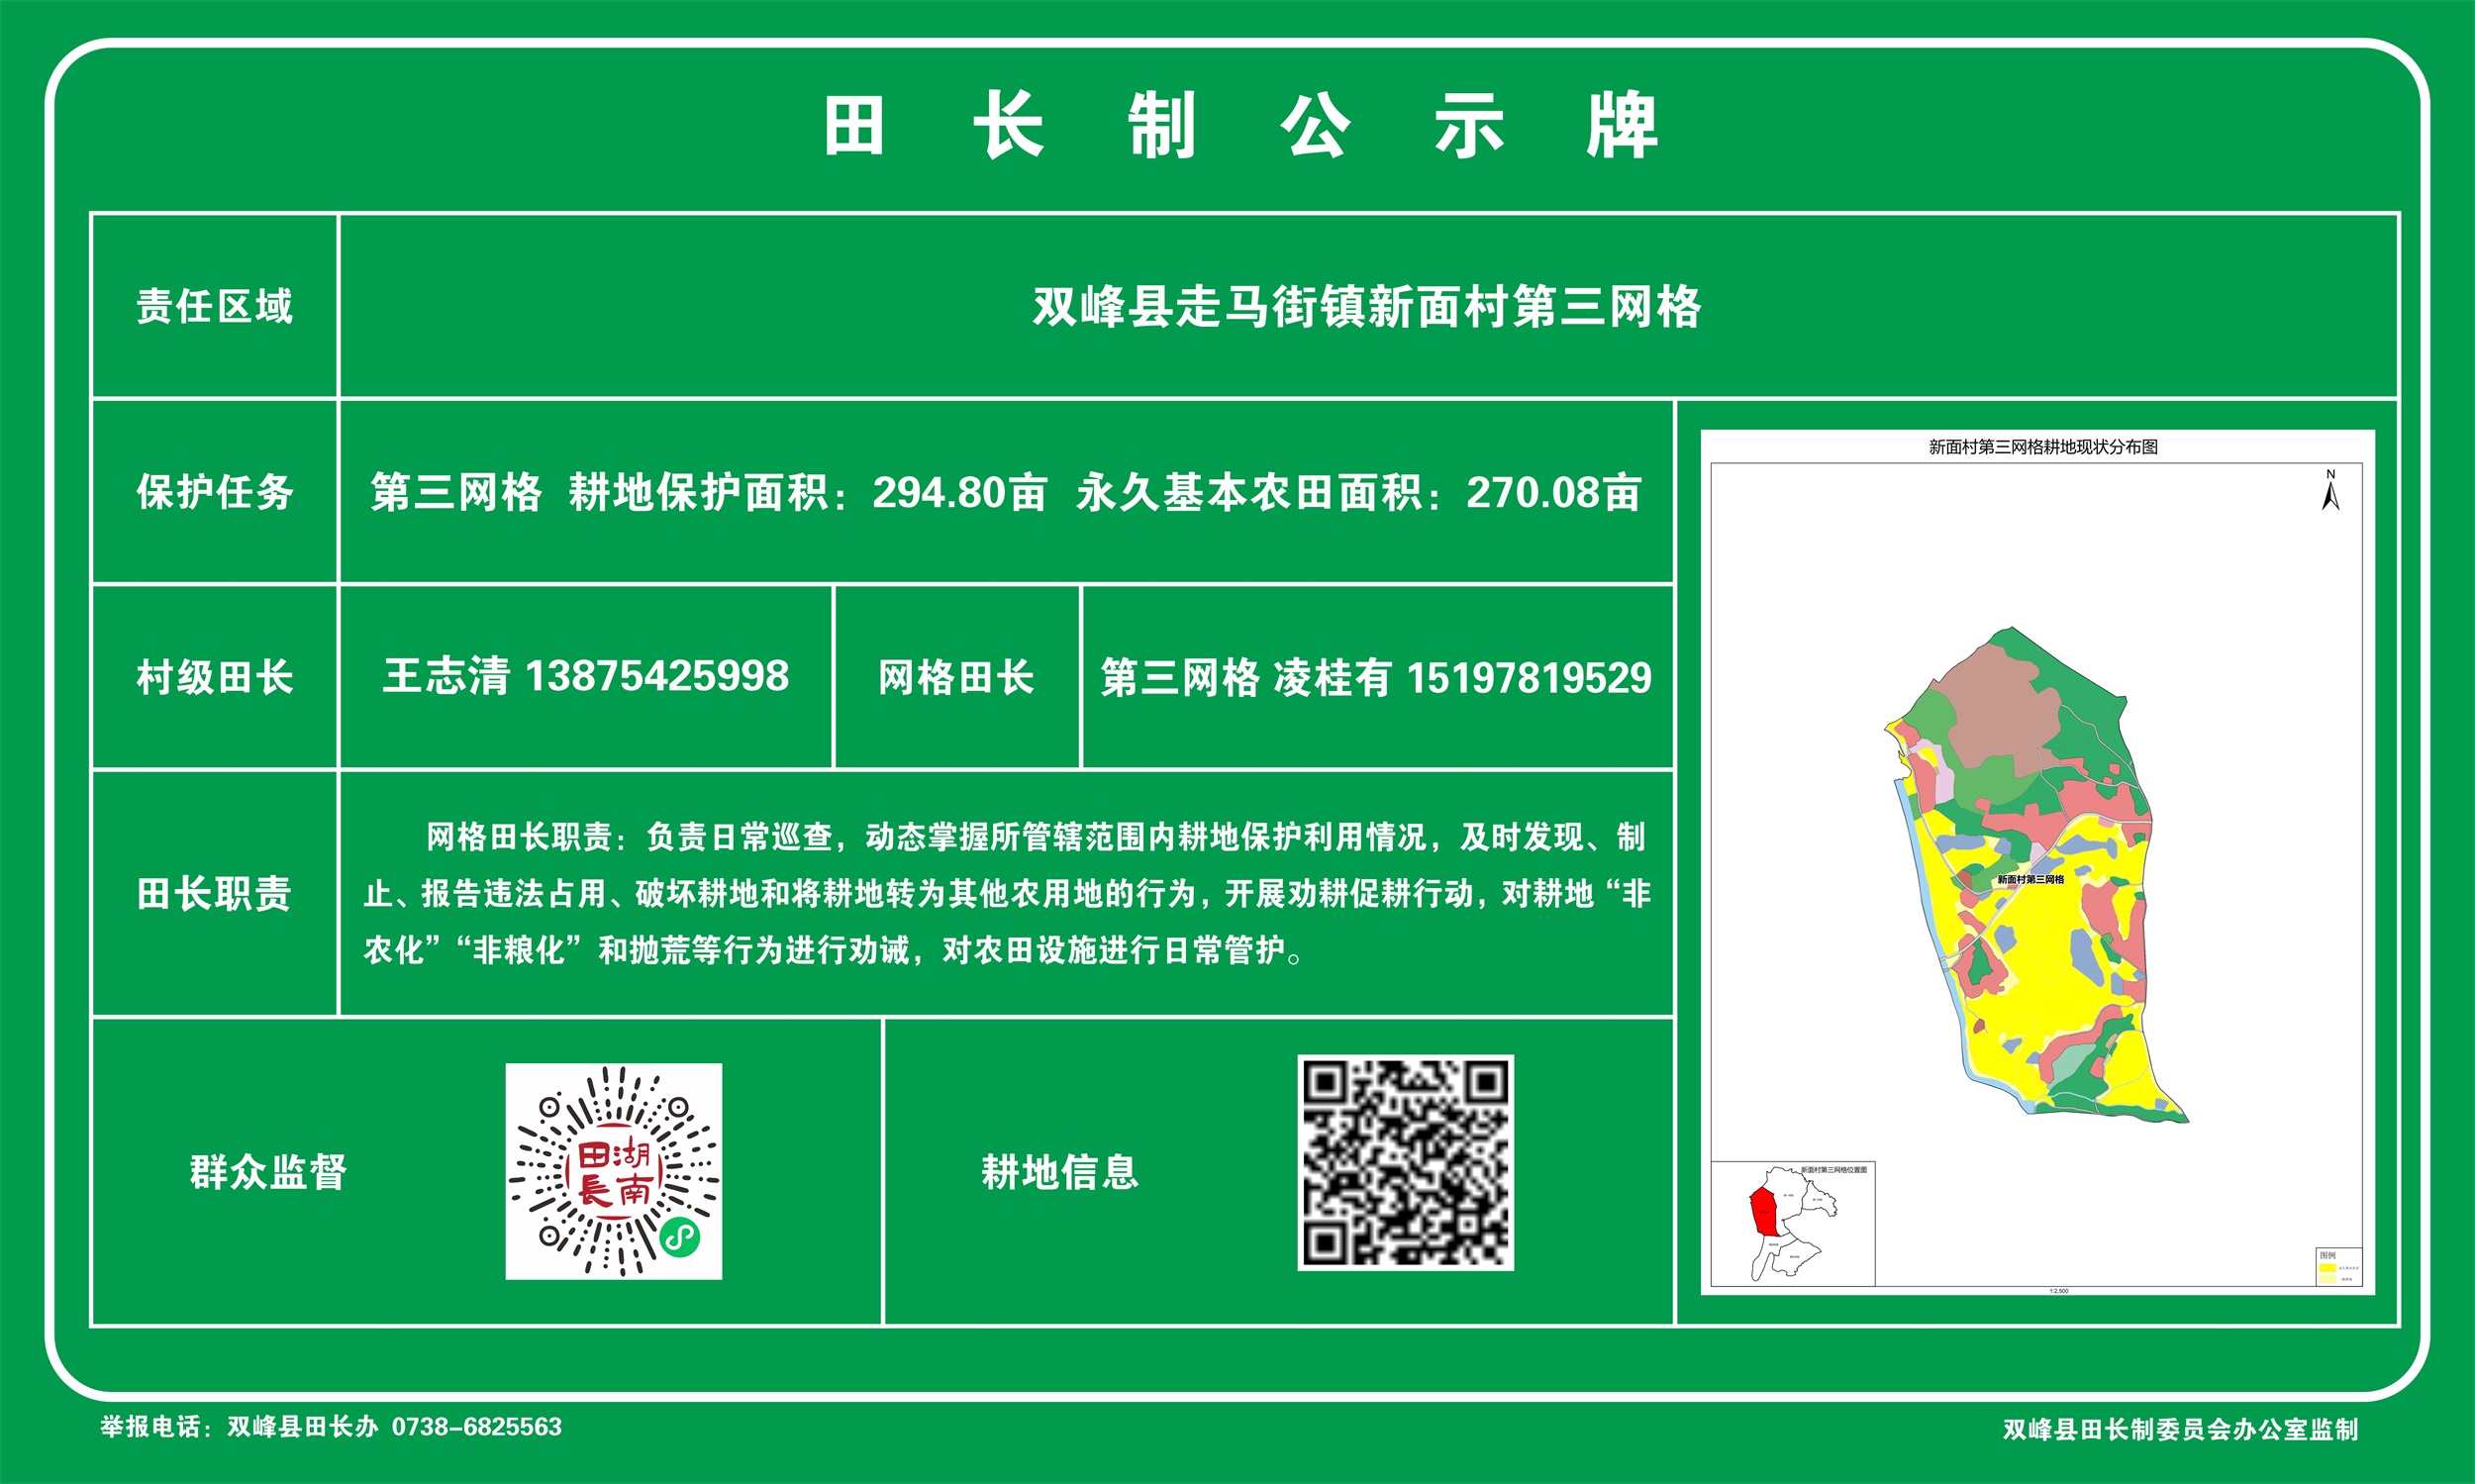 田长制公示牌
责任区域
双峰县走马街镇新面村第三网格
保护任务
第三网格 耕地保护面积：294.80亩 永久基本农田面积：270.08亩
村级田长
王志清 13875425998
网格田长
第三网格 凌桂有 15197819529
田长职责
网格田长职责：负责日常巡查，动态掌握所管辖范围内耕地保护利用情况，及时发现、制
止、报告违法占用、破坏耕地和将耕地转为其他农用地的行为，开展劝耕促耕行动，对耕地“非
农化”“非粮化”和抛荒等行为进行劝诫，对农田设施进行日常管护。
群众监督
田湖
長南
耕地信息
新面村第三网格耕地现状分布图
N
新面村第三网格
新面村第三网格位置图
图例
1:2,500
举报电话：双峰县田长办 0738-6825563
双峰县田长制委员会办公室监制